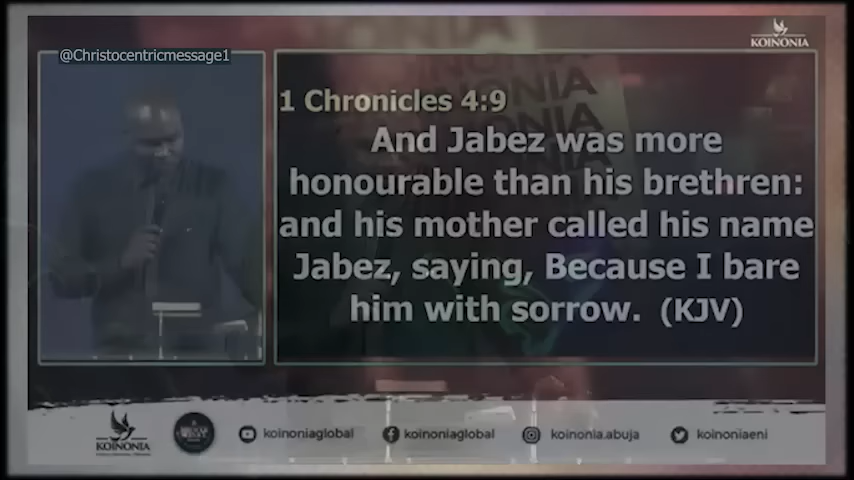 @Christocentricmessage1
KOINONIA
1 Chronicles 4:9
And Jabez was more
honourable than his brethren:
and his mother called his name
Jabez, saying, Because I bare
him with sorrow. (KJV)
KOINONIA
koinoniaglobal
koinoniaglobal
koinonia.abuja
koinoniaeni